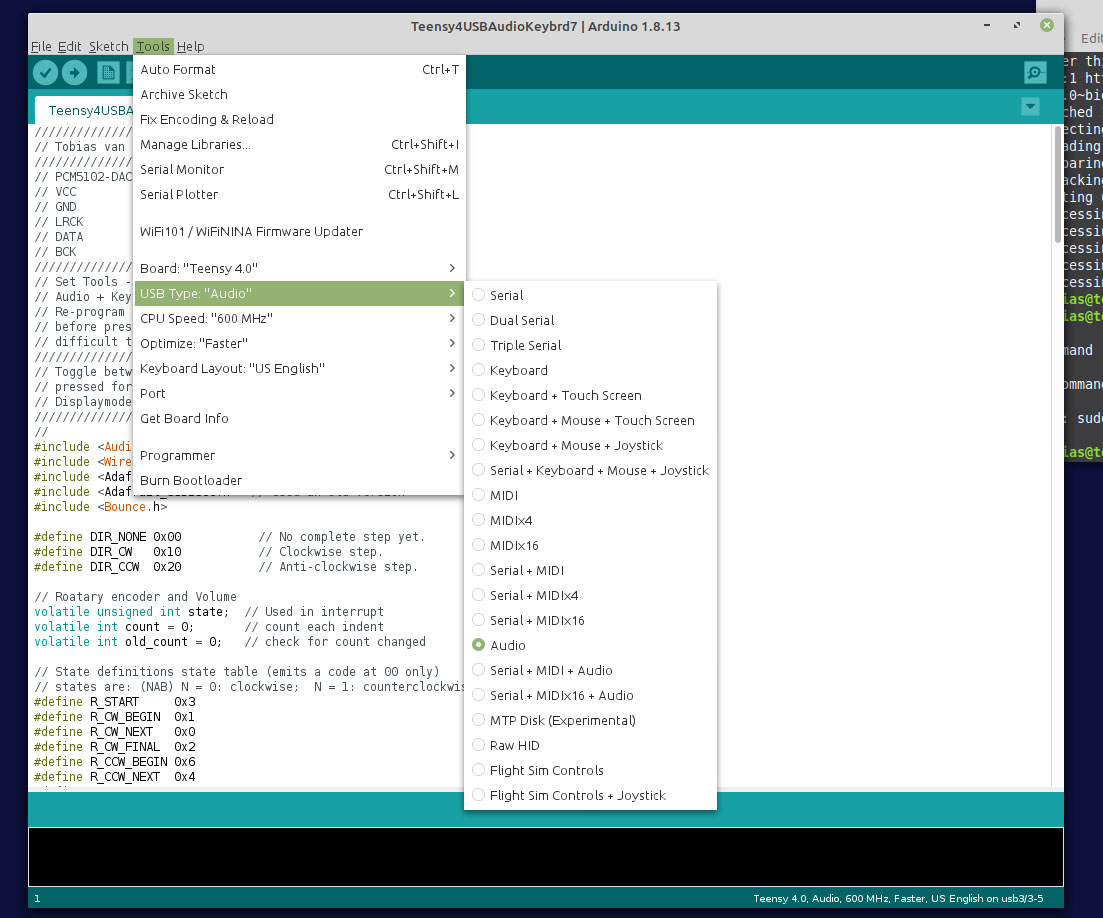 Teensy4USBAudioKeybrd7 | Arduino 1.8.13
File Edit Sketch Tools Help
Auto Format Ctrl+T
Archive Sketch
Fix Encoding & Reload
Manage Libraries... Ctrl+Shift+I
Serial Monitor Ctrl+Shift+M
Serial Plotter Ctrl+Shift+L
WiFi101 / WiFiNINA Firmware Updater
Board: "Teensy 4.0"
USB Type: "Audio"
CPU Speed: "600 MHz"
Optimize: "Faster"
Keyboard Layout: "US English"
Port
Get Board Info
Programmer
Burn Bootloader
Serial
Dual Serial
Triple Serial
Keyboard
Keyboard + Touch Screen
Keyboard + Mouse + Touch Screen
Keyboard + Mouse + Joystick
Serial + Keyboard + Mouse + Joystick
MIDI
MIDIx4
MIDIx16
Serial + MIDI
Serial + MIDIx4
Serial + MIDIx16
Audio
Serial + MIDI + Audio
Serial + MIDIx16 + Audio
MTP Disk (Experimental)
Raw HID
Flight Sim Controls
Flight Sim Controls + Joystick
Teensy4USBA
//////////////
// Tobias van
//////////////
// PCM5102-DAC
// VCC
// GND
// LRCK
// DATA
// BCK
//////////////
// Set Tools -
// Audio + Key
// Re-program
// before pres
// difficult t
//////////////
// Toggle betw
// pressed for
// Displaymode
//////////////
//
#include <Audi
#include <Wire
#include <Adaf
#include <Adaf
#include <Bounce.h>
#define DIR_NONE 0x00 // No complete step yet.
#define DIR_CW 0x10 // Clockwise step.
#define DIR_CCW 0x20 // Anti-clockwise step.
// Roatary encoder and Volume
volatile unsigned int state; // Used in interrupt
volatile int count = 0; // count each indent
volatile int old_count = 0; // check for count changed
// State definitions state table (emits a code at 00 only)
// states are: (NAB) N = 0: clockwise; N = 1: counterclockwis
#define R_START 0x3
#define R_CW_BEGIN 0x1
#define R_CW_NEXT 0x0
#define R_CW_FINAL 0x2
#define R_CCW_BEGIN 0x6
#define R_CCW_NEXT 0x4
1
Teensy 4.0, Audio, 600 MHz, Faster, US English on usb3/3-5
Edit
er thi
:1 htt
.0~bio
ched
ecting
ading
paring
acking
ting
cessin
cessin
cessin
cessin
cessin
ias@to
ias@to
mand
ommand
: sudo
ias@to